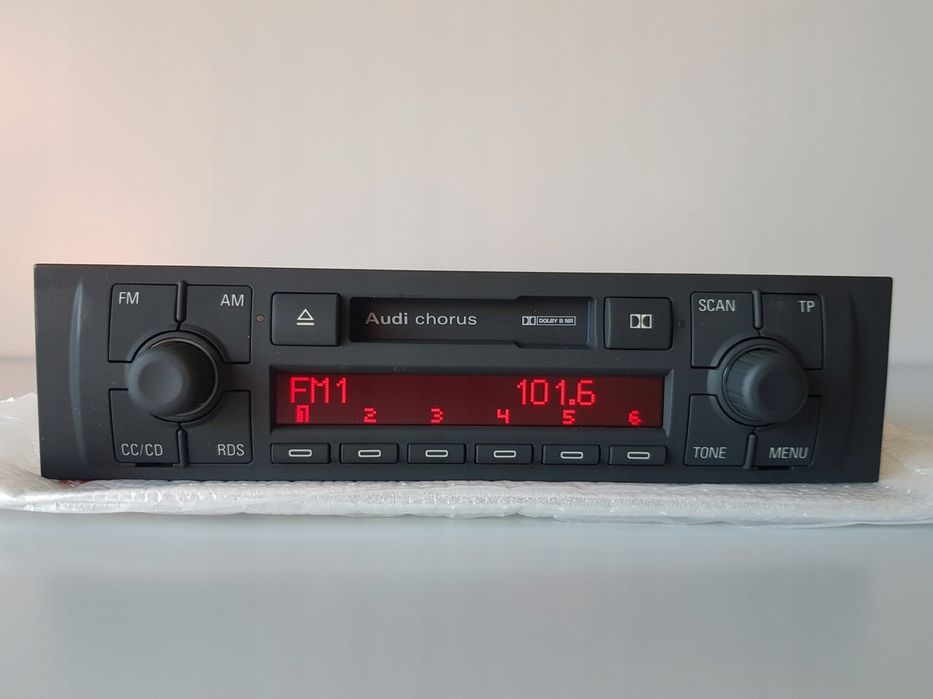 FM AM
Audi chorus
DOLBY B NR
SCAN TP
FM1 101.6
1 2 3 4 5 6
CC/CD RDS
TONE MENU